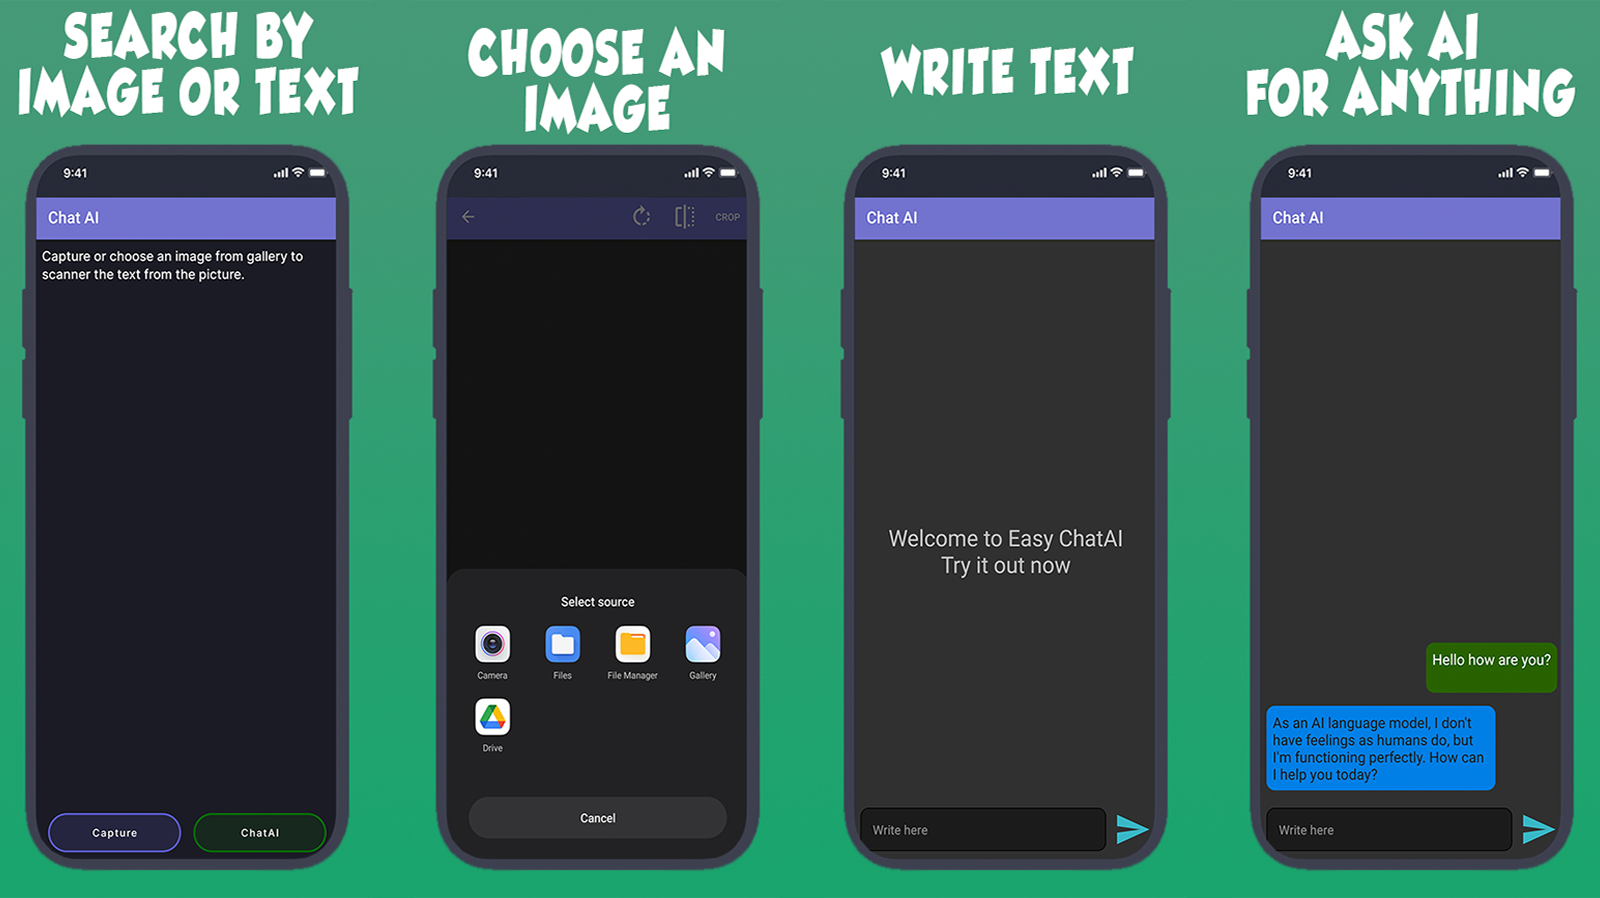 SEARCH BY
IMAGE OR TEXT
9:41
Chat AI
Capture or choose an image from gallery to
scanner the text from the picture.
Capture
ChatAI
CHOOSE AN
IMAGE
9:41
CROP
Select source
Camera
Files
File Manager
Gallery
Drive
Cancel
WRITE TEXT
9:41
Chat AI
Welcome to Easy ChatAI
Try it out now
Write here
ASK AI
FOR ANYTHING
9:41
Chat AI
Hello how are you?
As an AI language model, I don't
have feelings as humans do, but
I'm functioning perfectly. How can
I help you today?
Write here